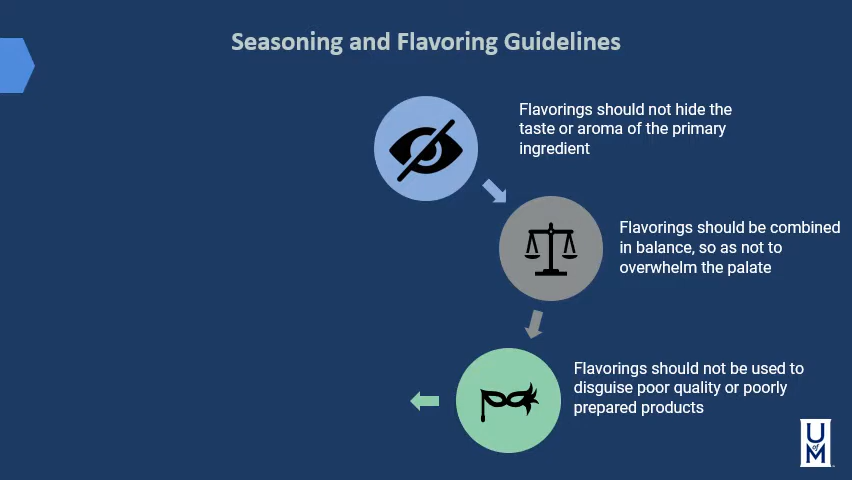 Seasoning and Flavoring Guidelines
Flavorings should not hide the
taste or aroma of the primary
ingredient
Flavorings should be combined
in balance, so as not to
overwhelm the palate
Flavorings should not be used to
disguise poor quality or poorly
prepared products
U
of
M